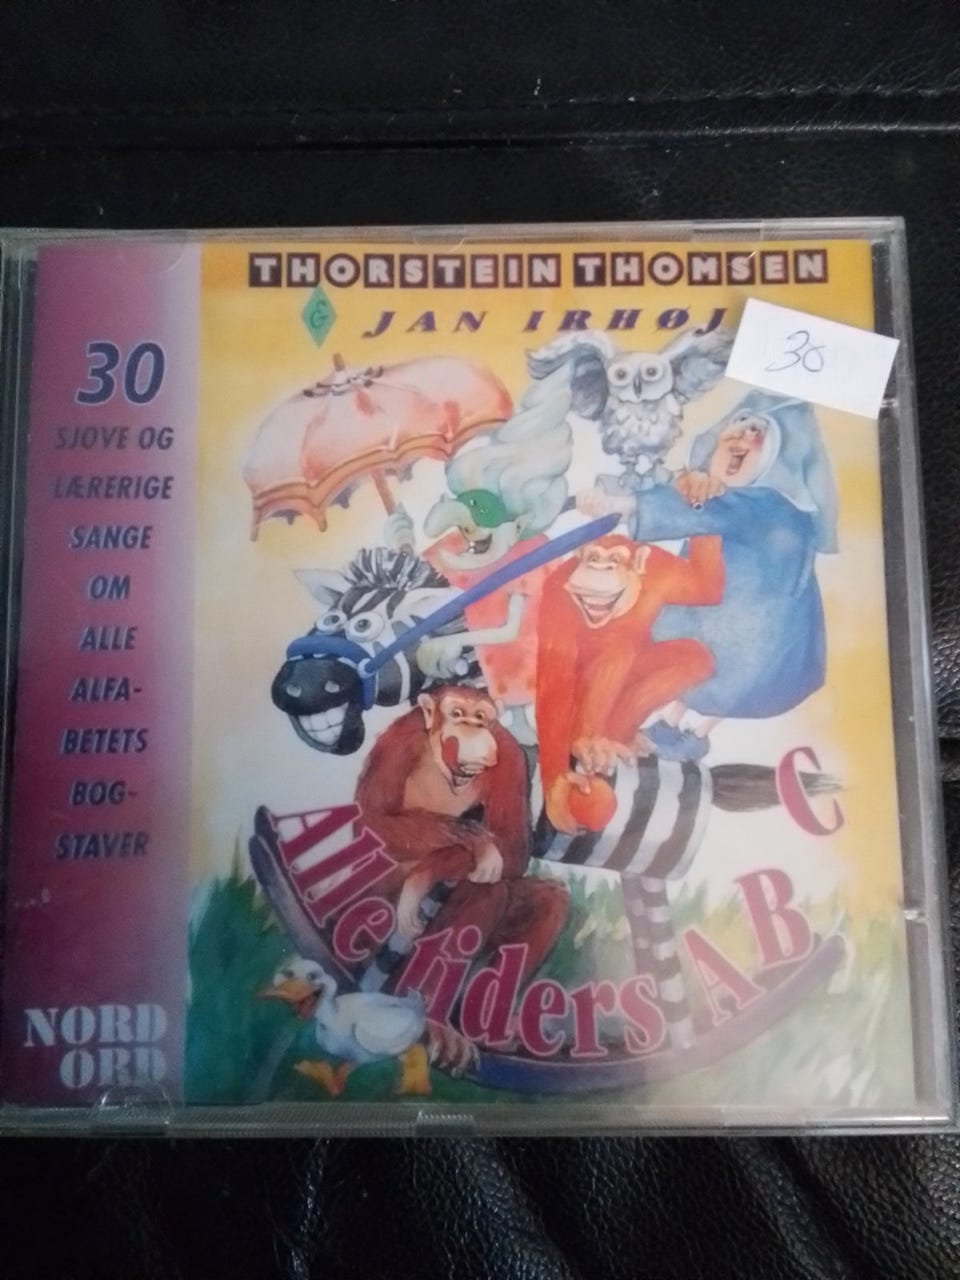 THORSTEIN THOMSEN
& JAN IRHØJ
30
30
SJOVE OG
LÆRERIGE
SANGE
OM
ALLE
ALFA-
BETETS
BOG-
STAVER
Alle tiders ABC
NORD
ORD